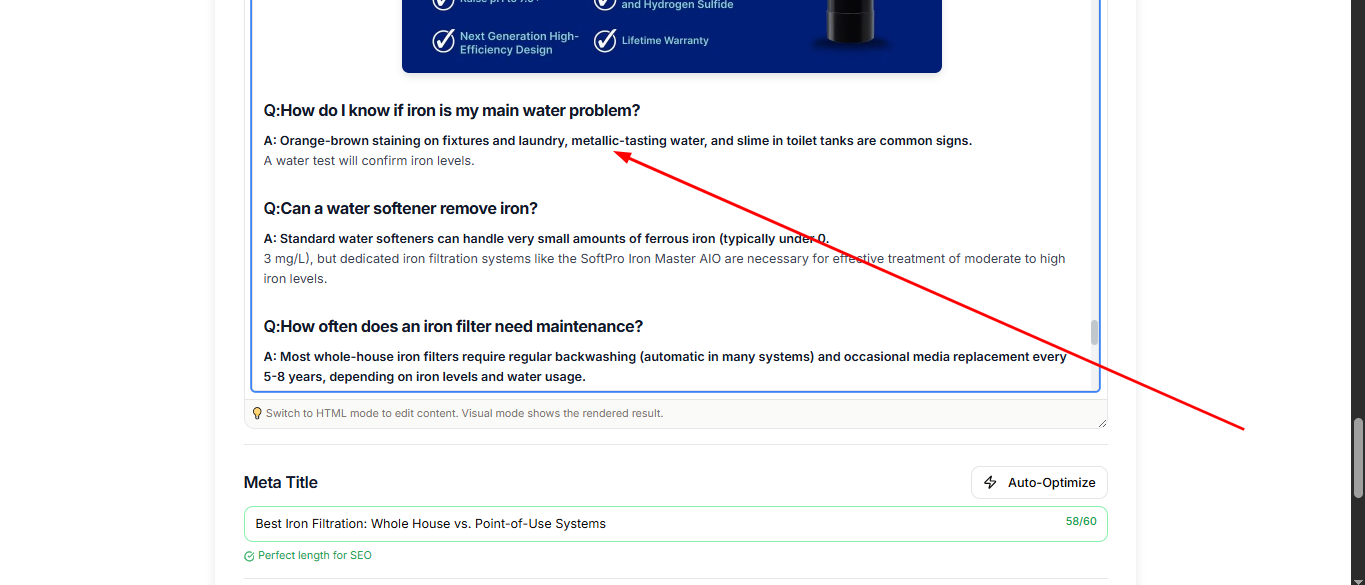 and Hydrogen Sulfide
Next Generation High-
Efficiency Design
Lifetime Warranty
Q:How do I know if iron is my main water problem?
A: Orange-brown staining on fixtures and laundry, metallic-tasting water, and slime in toilet tanks are common signs.
A water test will confirm iron levels.
Q:Can a water softener remove iron?
A: Standard water softeners can handle very small amounts of ferrous iron (typically under 0.
3 mg/L), but dedicated iron filtration systems like the SoftPro Iron Master AIO are necessary for effective treatment of moderate to high
iron levels.
Q:How often does an iron filter need maintenance?
A: Most whole-house iron filters require regular backwashing (automatic in many systems) and occasional media replacement every
5-8 years, depending on iron levels and water usage.
Switch to HTML mode to edit content. Visual mode shows the rendered result.
Meta Title
Auto-Optimize
Best Iron Filtration: Whole House vs. Point-of-Use Systems
58/60
Perfect length for SEO